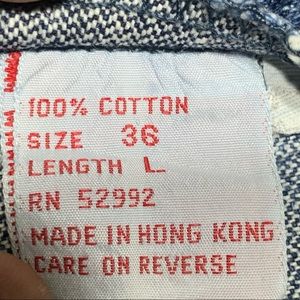 100% COTTON
SIZE 36
LENGTH L
RN 52992
MADE IN HONG KONG
CARE ON REVERSE